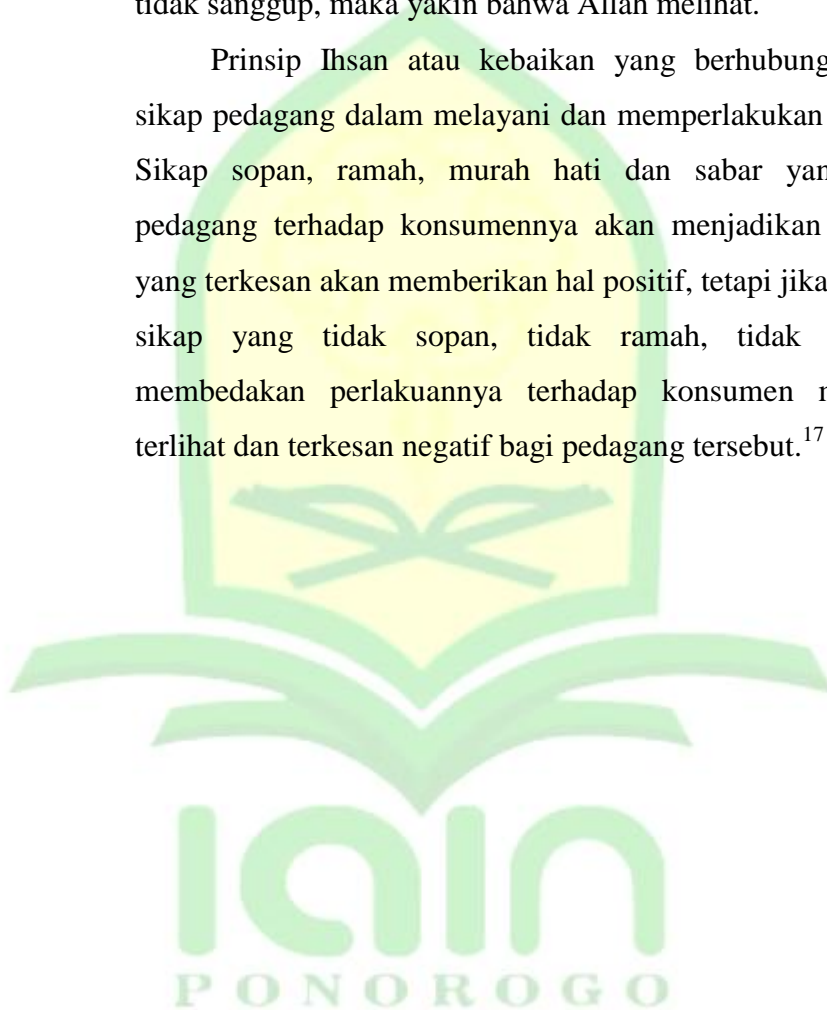 tidak sanggup, maka yakin bahwa Allah melihat.
Prinsip Ihsan atau kebaikan yang berhubung
sikap pedagang dalam melayani dan memperlakukan
Sikap sopan, ramah, murah hati dan sabar yan
pedagang terhadap konsumennya akan menjadikan
yang terkesan akan memberikan hal positif, tetapi jika
sikap yang tidak sopan, tidak ramah, tidak
membedakan perlakuannya terhadap konsumen
terlihat dan terkesan negatif bagi pedagang tersebut.17
iain
PONOROGO